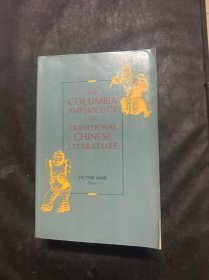 THE
COLUMBIA
ANTHOLOGY
OF
TRADITIONAL
CHINESE
LITERATURE
VICTOR MAIR
Editor